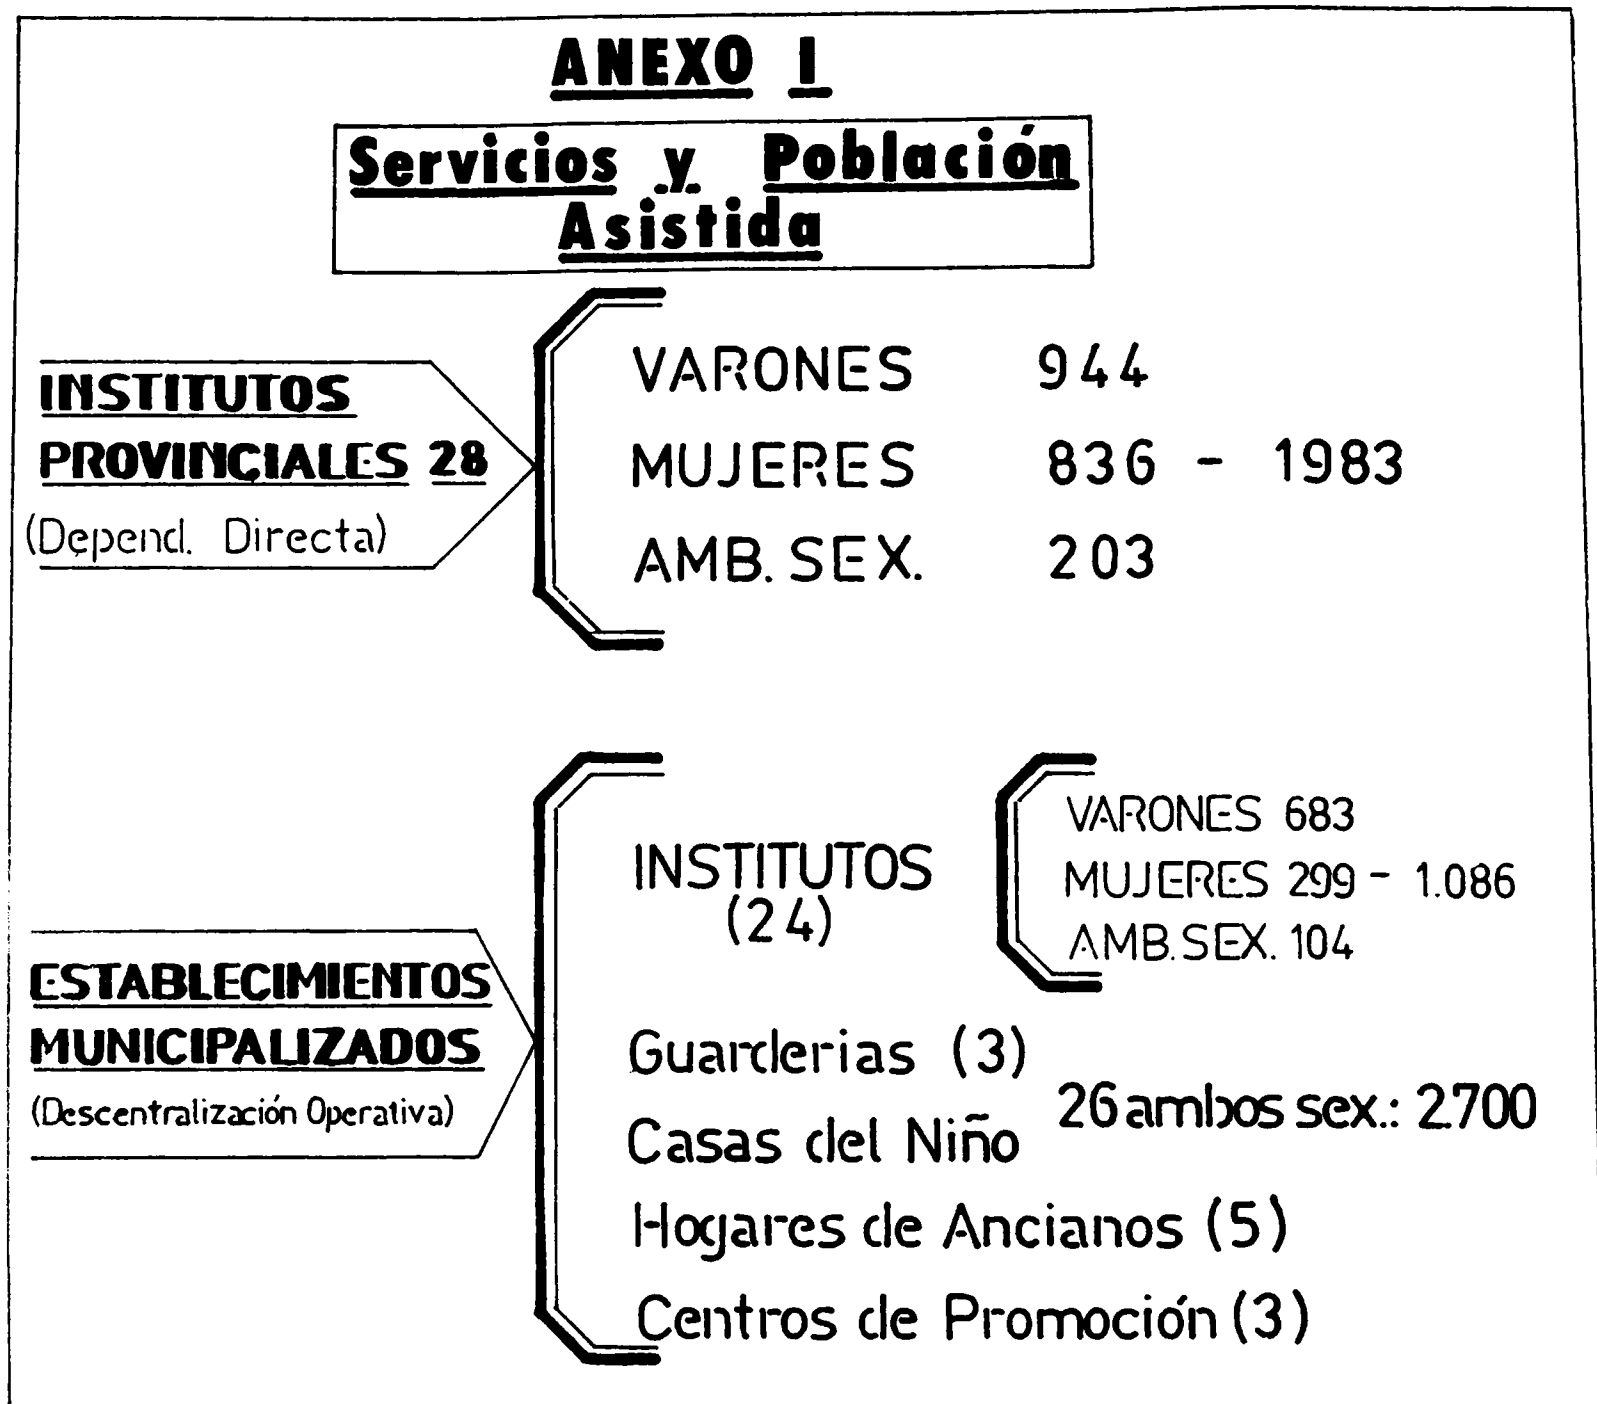 ANEXO I
Servicios y Población
Asistida
INSTITUTOS
PROVINCIALES 28
(Depend. Directa)
VARONES 944
MUJERES 836 - 1983
AMB. SEX. 203
ESTABLECIMIENTOS
MUNICIPALIZADOS
(Descentralización Operativa)
INSTITUTOS
(24)
VARONES 683
MUJERES 299 - 1.086
AMB. SEX. 104
Guarderias (3)
Casas del Niño
26 ambos sex.: 2.700
Hogares de Ancianos (5)
Centros de Promoción (3)